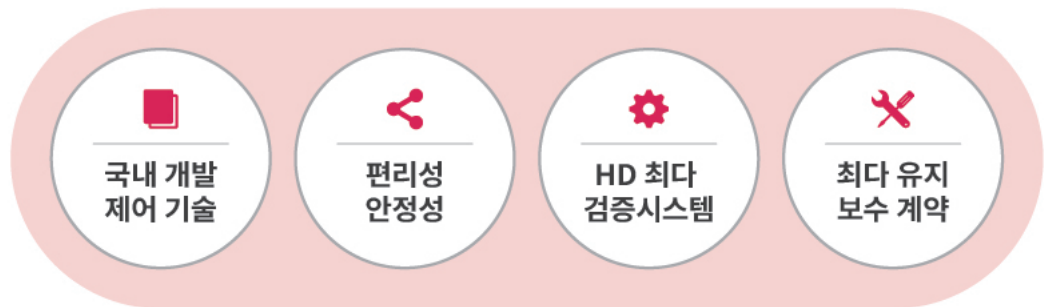 국내 개발
제어 기술
편리성
안정성
HD 최다
검증시스템
최다 유지
보수 계약